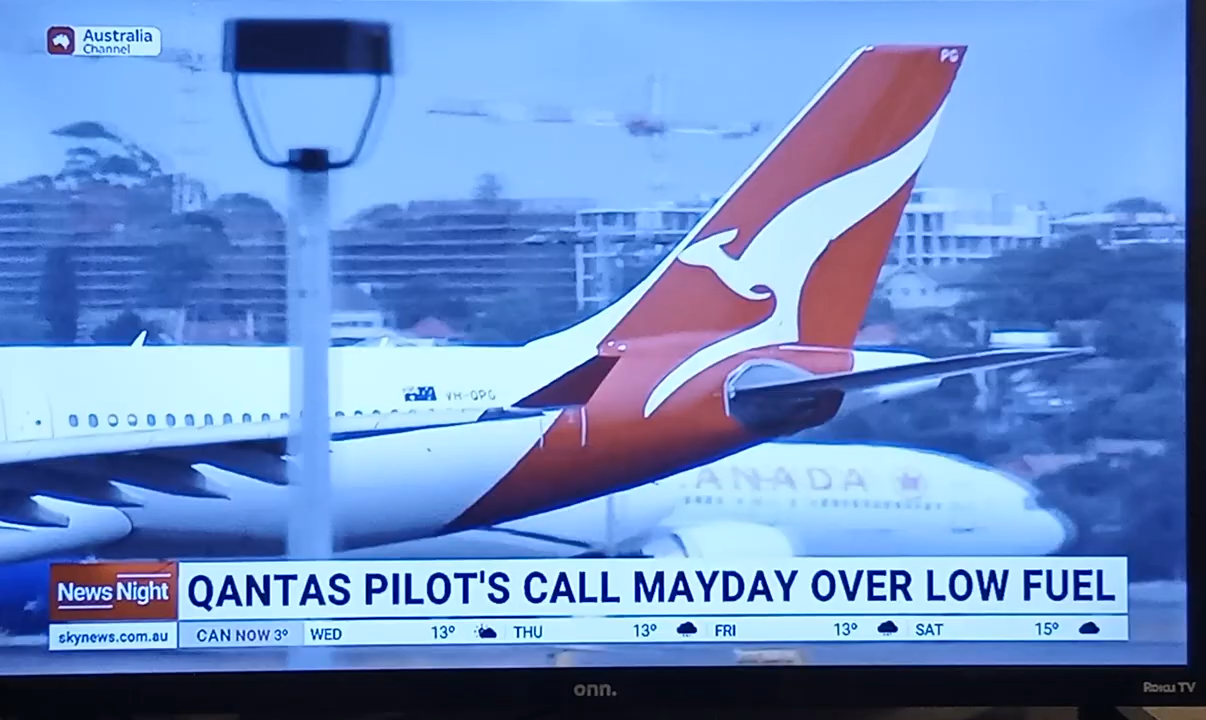 Australia
Channel
PG
VH-QPG
ANADA
News Night
QANTAS PILOT'S CALL MAYDAY OVER LOW FUEL
skynews.com.au
CAN NOW 3° WED 13° THU 13° FRI 13° SAT 15°
onn.
Roku TV